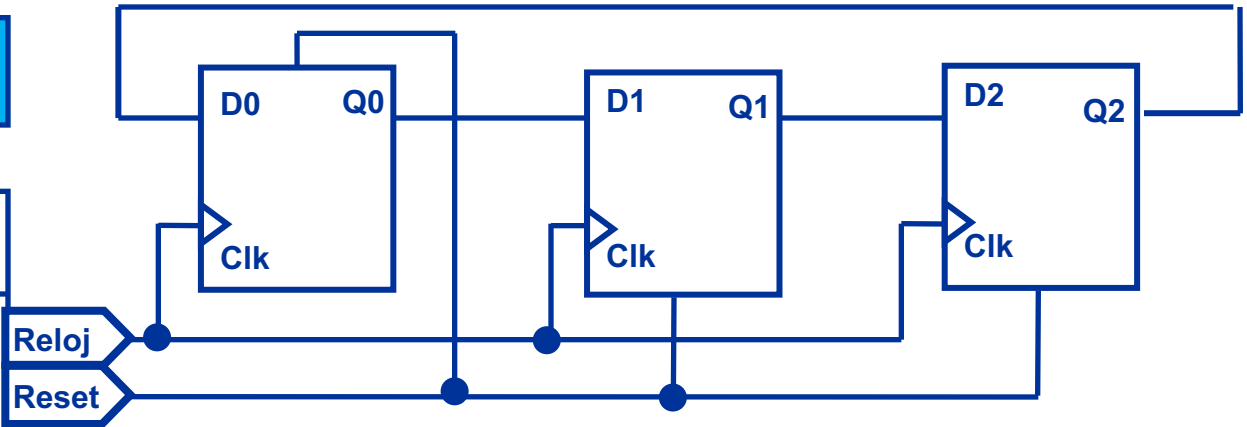 D0 Q0
Clk
D1 Q1
Clk
D2 Q2
Clk
Reloj
Reset